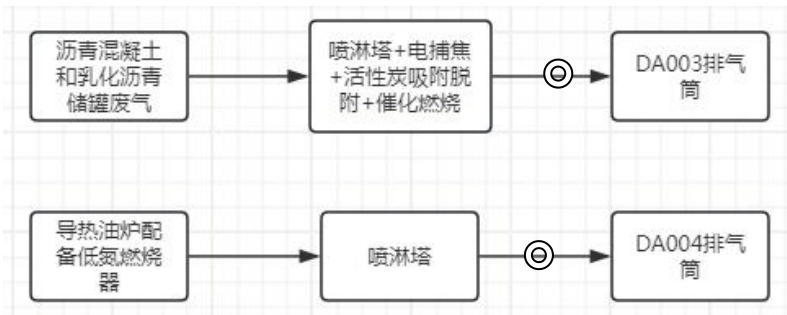 沥青混凝土
和乳化沥青
储罐废气
喷淋塔+电捕焦
+活性炭吸附脱
附+催化燃烧
DA003排气
筒
导热油炉配
备低氮燃烧
器
喷淋塔
DA004排气
筒